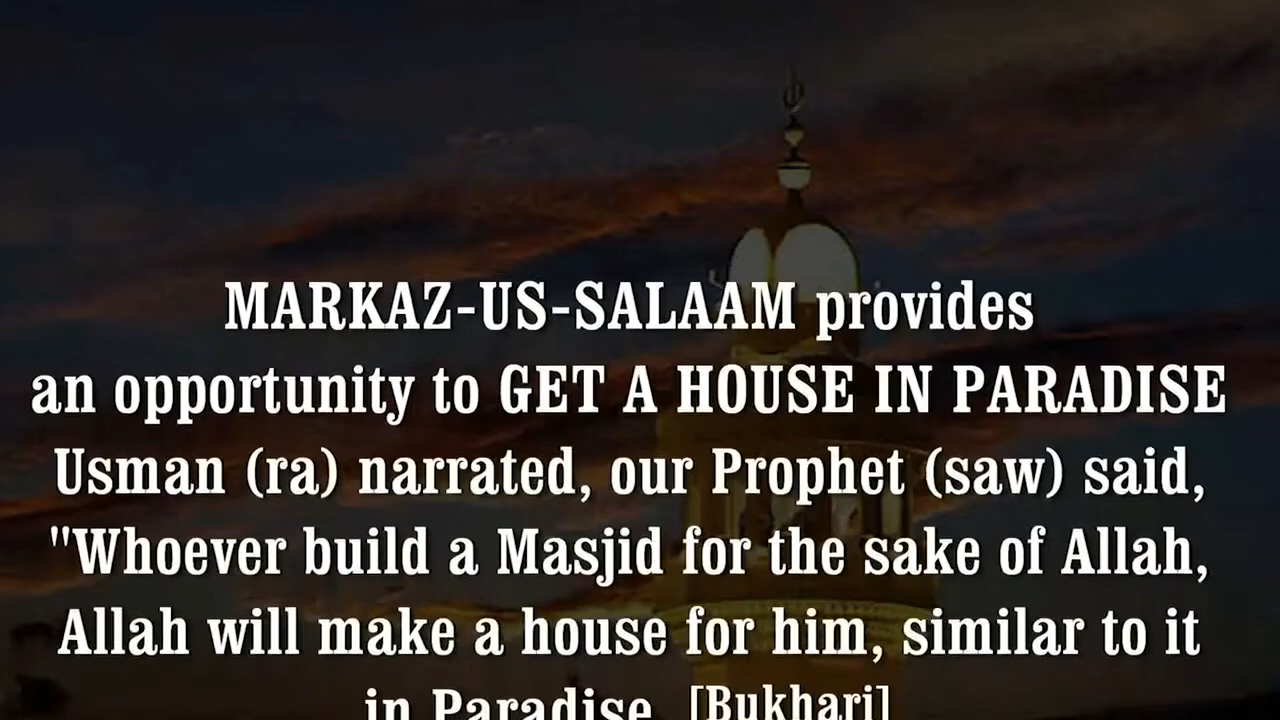 MARKAZ-US-SALAAM provides
an opportunity to GET A HOUSE IN PARADISE
Usman (ra) narrated, our Prophet (saw) said,
"Whoever build a Masjid for the sake of Allah,
Allah will make a house for him, similar to it
in Paradise. [Bukhari]